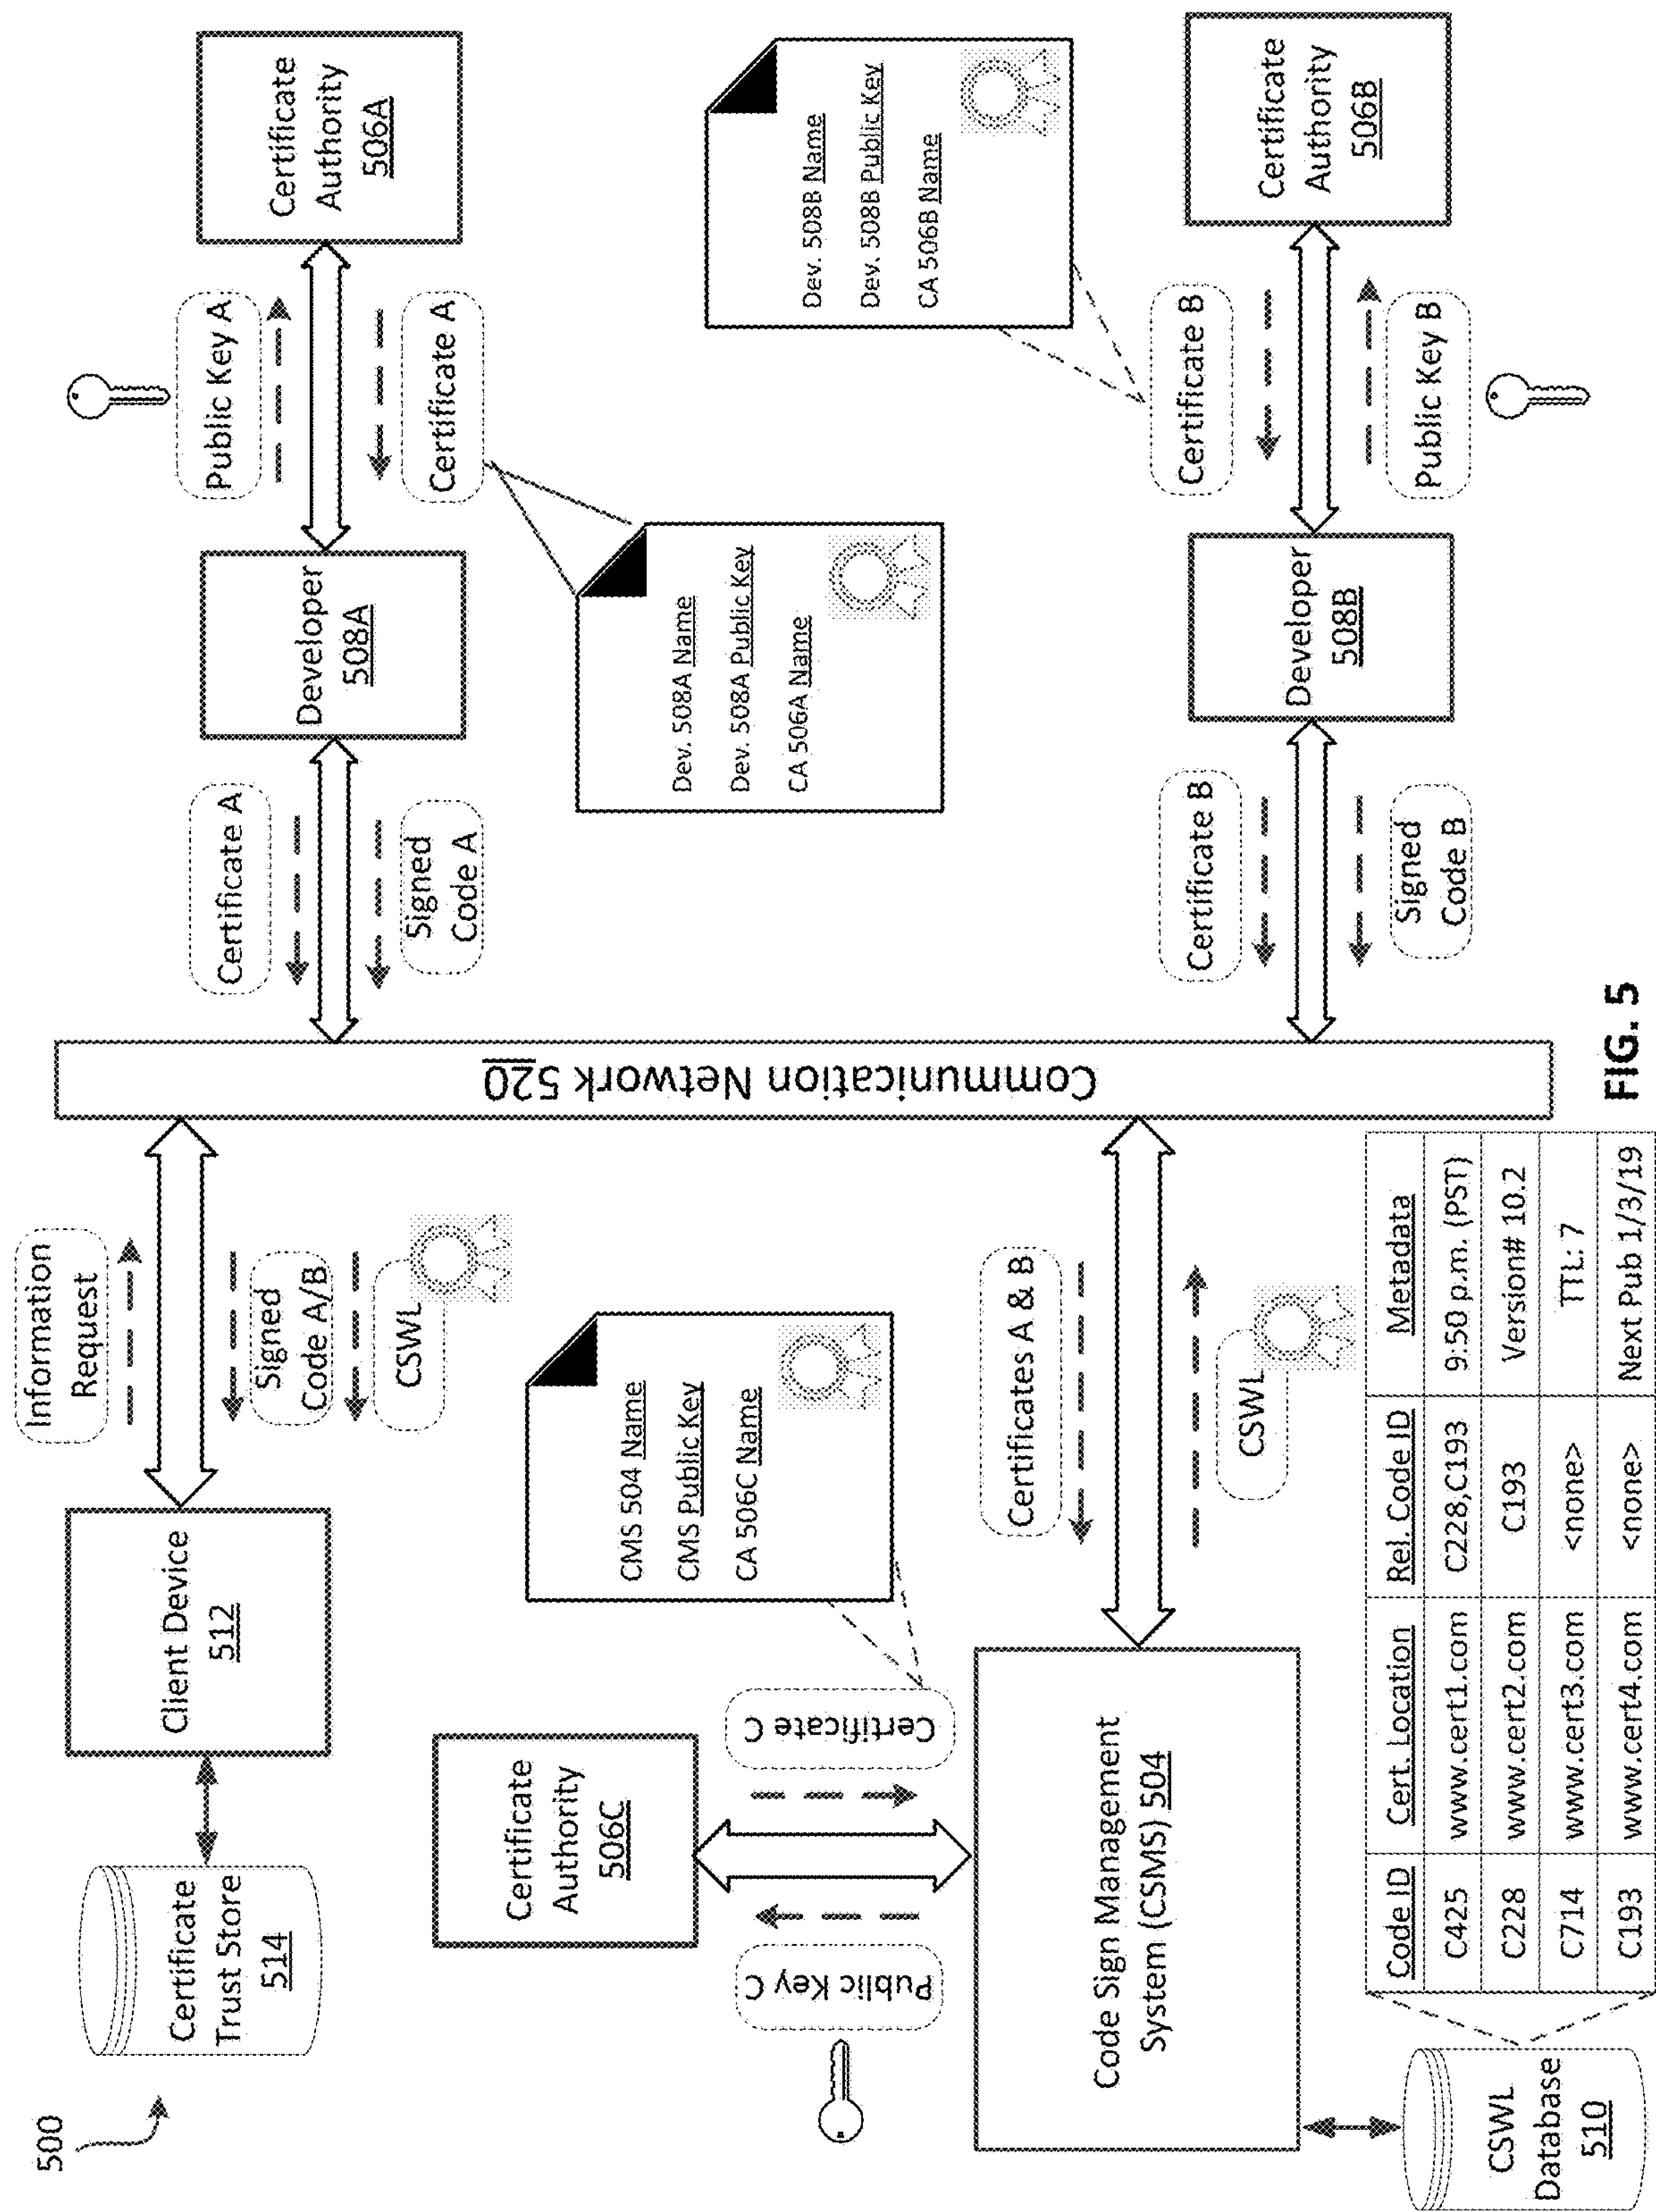 500
Certificate
Trust Store
514
Client Device
512
Information
Request
Signed
Code A/B
CSWL
Certificate
Authority
506C
Public Key C
Certificate C
CMS 504 Name
CMS Public Key
CA 506C Name
Code Sign Management
System (CSMS) 504
Certificates A & B
CSWL
CSWL
Database
510
Code ID Cert. Location Rel. Code ID Metadata
C425 www.cert1.com C228,C193 9:50 p.m. (PST)
C228 www.cert2.com C193 Version# 10.2
C714 www.cert3.com <none> TTL: 7
C193 www.cert4.com <none> Next Pub 1/3/19
Communication Network 520
Certificate A
Signed
Code A
Developer
508A
Public Key A
Certificate A
Certificate
Authority
506A
Dev. 508A Name
Dev. 508A Public Key
CA 506A Name
Dev. 508B Name
Dev. 508B Public Key
CA 506B Name
Certificate B
Signed
Code B
Developer
508B
Certificate B
Public Key B
Certificate
Authority
506B
FIG. 5